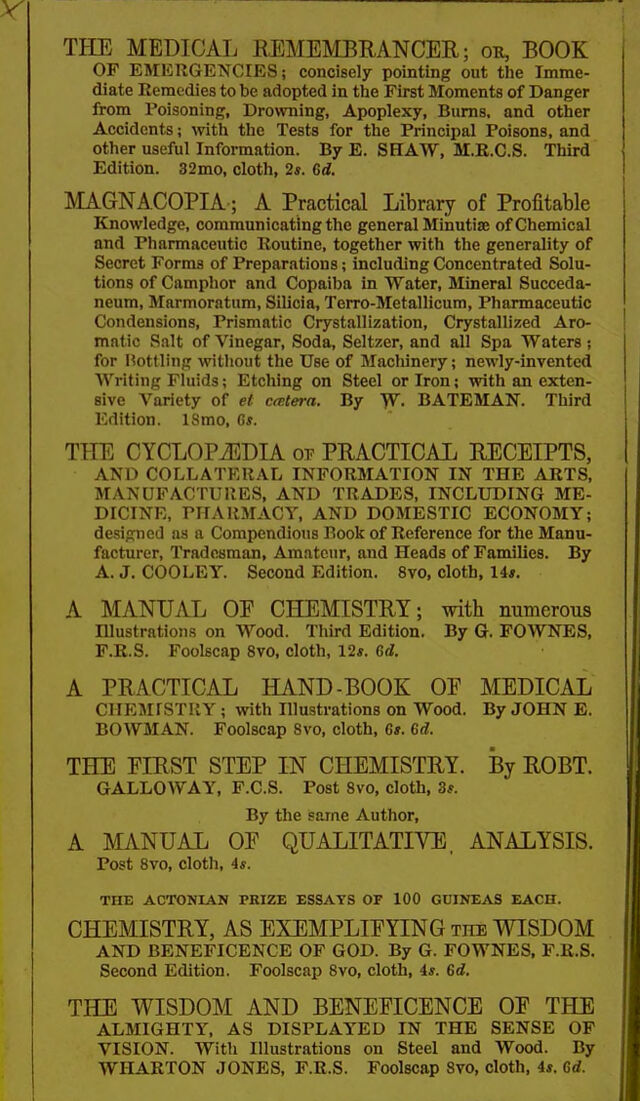 THE MEDICAL REMEMBRANCER; OR, BOOK
OF EMERGENCIES; concisely pointing out the Imme-
diate Remedies to be adopted in the First Moments of Danger
from Poisoning, Drowning, Apoplexy, Burns, and other
Accidents; with the Tests for the Principal Poisons, and
other useful Information. By E. SHAW, M.R.C.S. Third
Edition. 32mo, cloth, 2s. 6d.
MAGNACOPIA; A Practical Library of Profitable
Knowledge, communicating the general Minutiæ of Chemical
and Pharmaceutic Routine, together with the generality of
Secret Forms of Preparations; including Concentrated Solu-
tions of Camphor and Copaiba in Water, Mineral Succeda-
neum, Marmoratum, Silicia, Terro-Metallicum, Pharmaceutic
Condensions, Prismatic Crystallization, Crystallized Aro-
matic Salt of Vinegar, Soda, Seltzer, and all Spa Waters;
for Bottling without the Use of Machinery; newly-invented
Writing Fluids; Etching on Steel or Iron; with an exten-
sive Variety of et cætera. By W. BATEMAN. Third
Edition. 18mo, 6s.
THE CYCLOPÆDIA OF PRACTICAL RECEIPTS,
AND COLLATERAL INFORMATION IN THE ARTS,
MANUFACTURES, AND TRADES, INCLUDING ME-
DICINE, PHARMACY, AND DOMESTIC ECONOMY;
designed as a Compendious Book of Reference for the Manu-
facturer, Tradesman, Amateur, and Heads of Families. By
A. J. COOLEY. Second Edition. 8vo, cloth, 14s.
A MANUAL OF CHEMISTRY; with numerous
Illustrations on Wood. Third Edition. By G. FOWNES,
F.R.S. Foolscap 8vo, cloth, 12s. 6d.
A PRACTICAL HAND-BOOK OF MEDICAL
CHEMISTRY; with Illustrations on Wood. By JOHN E.
BOWMAN. Foolscap 8vo, cloth, 6s. 6d.
THE FIRST STEP IN CHEMISTRY. By ROBT.
GALLOWAY, F.C.S. Post 8vo, cloth, 3s.
By the same Author,
A MANUAL OF QUALITATIVE ANALYSIS.
Post 8vo, cloth, 4s.
THE ACTONIAN PRIZE ESSAYS OF 100 GUINEAS EACH.
CHEMISTRY, AS EXEMPLIFYING THE WISDOM
AND BENEFICENCE OF GOD. By G. FOWNES, F.R.S.
Second Edition. Foolscap 8vo, cloth, 4s. 6d.
THE WISDOM AND BENEFICENCE OF THE
ALMIGHTY, AS DISPLAYED IN THE SENSE OF
VISION. With Illustrations on Steel and Wood. By
WHARTON JONES, F.R.S. Foolscap 8vo, cloth, 4s. 6d.